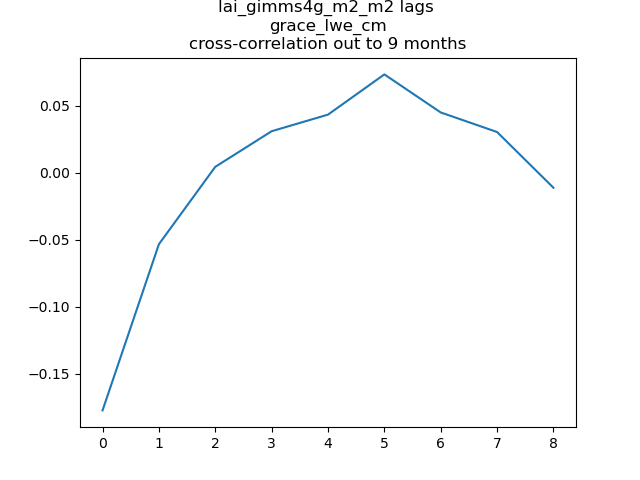 lai_gimms4g_m2_m2 lags
grace_lwe_cm
cross-correlation out to 9 months
0.05
0.00
−0.05
−0.10
−0.15
0 1 2 3 4 5 6 7 8